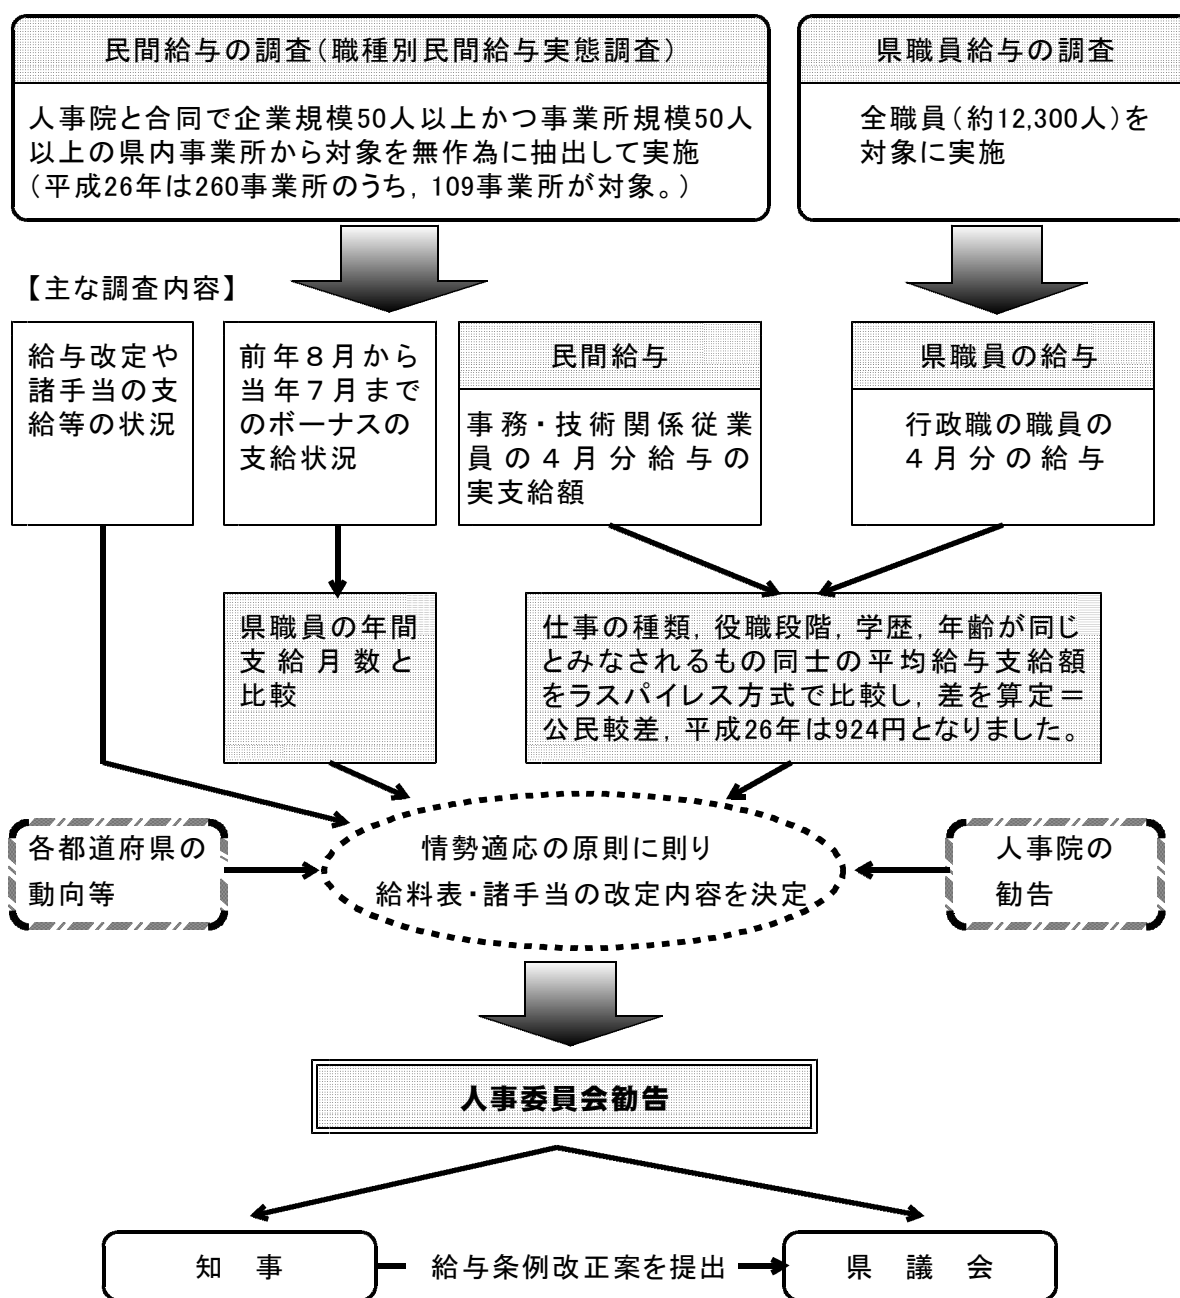 民間給与の調査（職種別民間給与実態調査）
人事院と合同で企業規模50人以上かつ事業所規模50人
以上の県内事業所から対象を無作為に抽出して実施
（平成26年は260事業所のうち，109事業所が対象。）
県職員給与の調査
全職員（約12,300人）を
対象に実施
【主な調査内容】
給与改定や
諸手当の支
給等の状況
前年８月から
当年７月まで
のボーナスの
支給状況
民間給与
事務・技術関係従業
員の４月分給与の
実支給額
県職員の給与
行政職の職員の
４月分の給与
県職員の年間
支給月数と
比較
仕事の種類，役職段階，学歴，年齢が同じ
とみなされるもの同士の平均給与支給額
をラスパイレス方式で比較し，差を算定＝
公民較差，平成26年は924円となりました。
各都道府県の
動向等
情勢適応の原則に則り
給料表・諸手当の改定内容を決定
人事院の
勧告
人事委員会勧告
知　事
給与条例改正案を提出
県　議　会